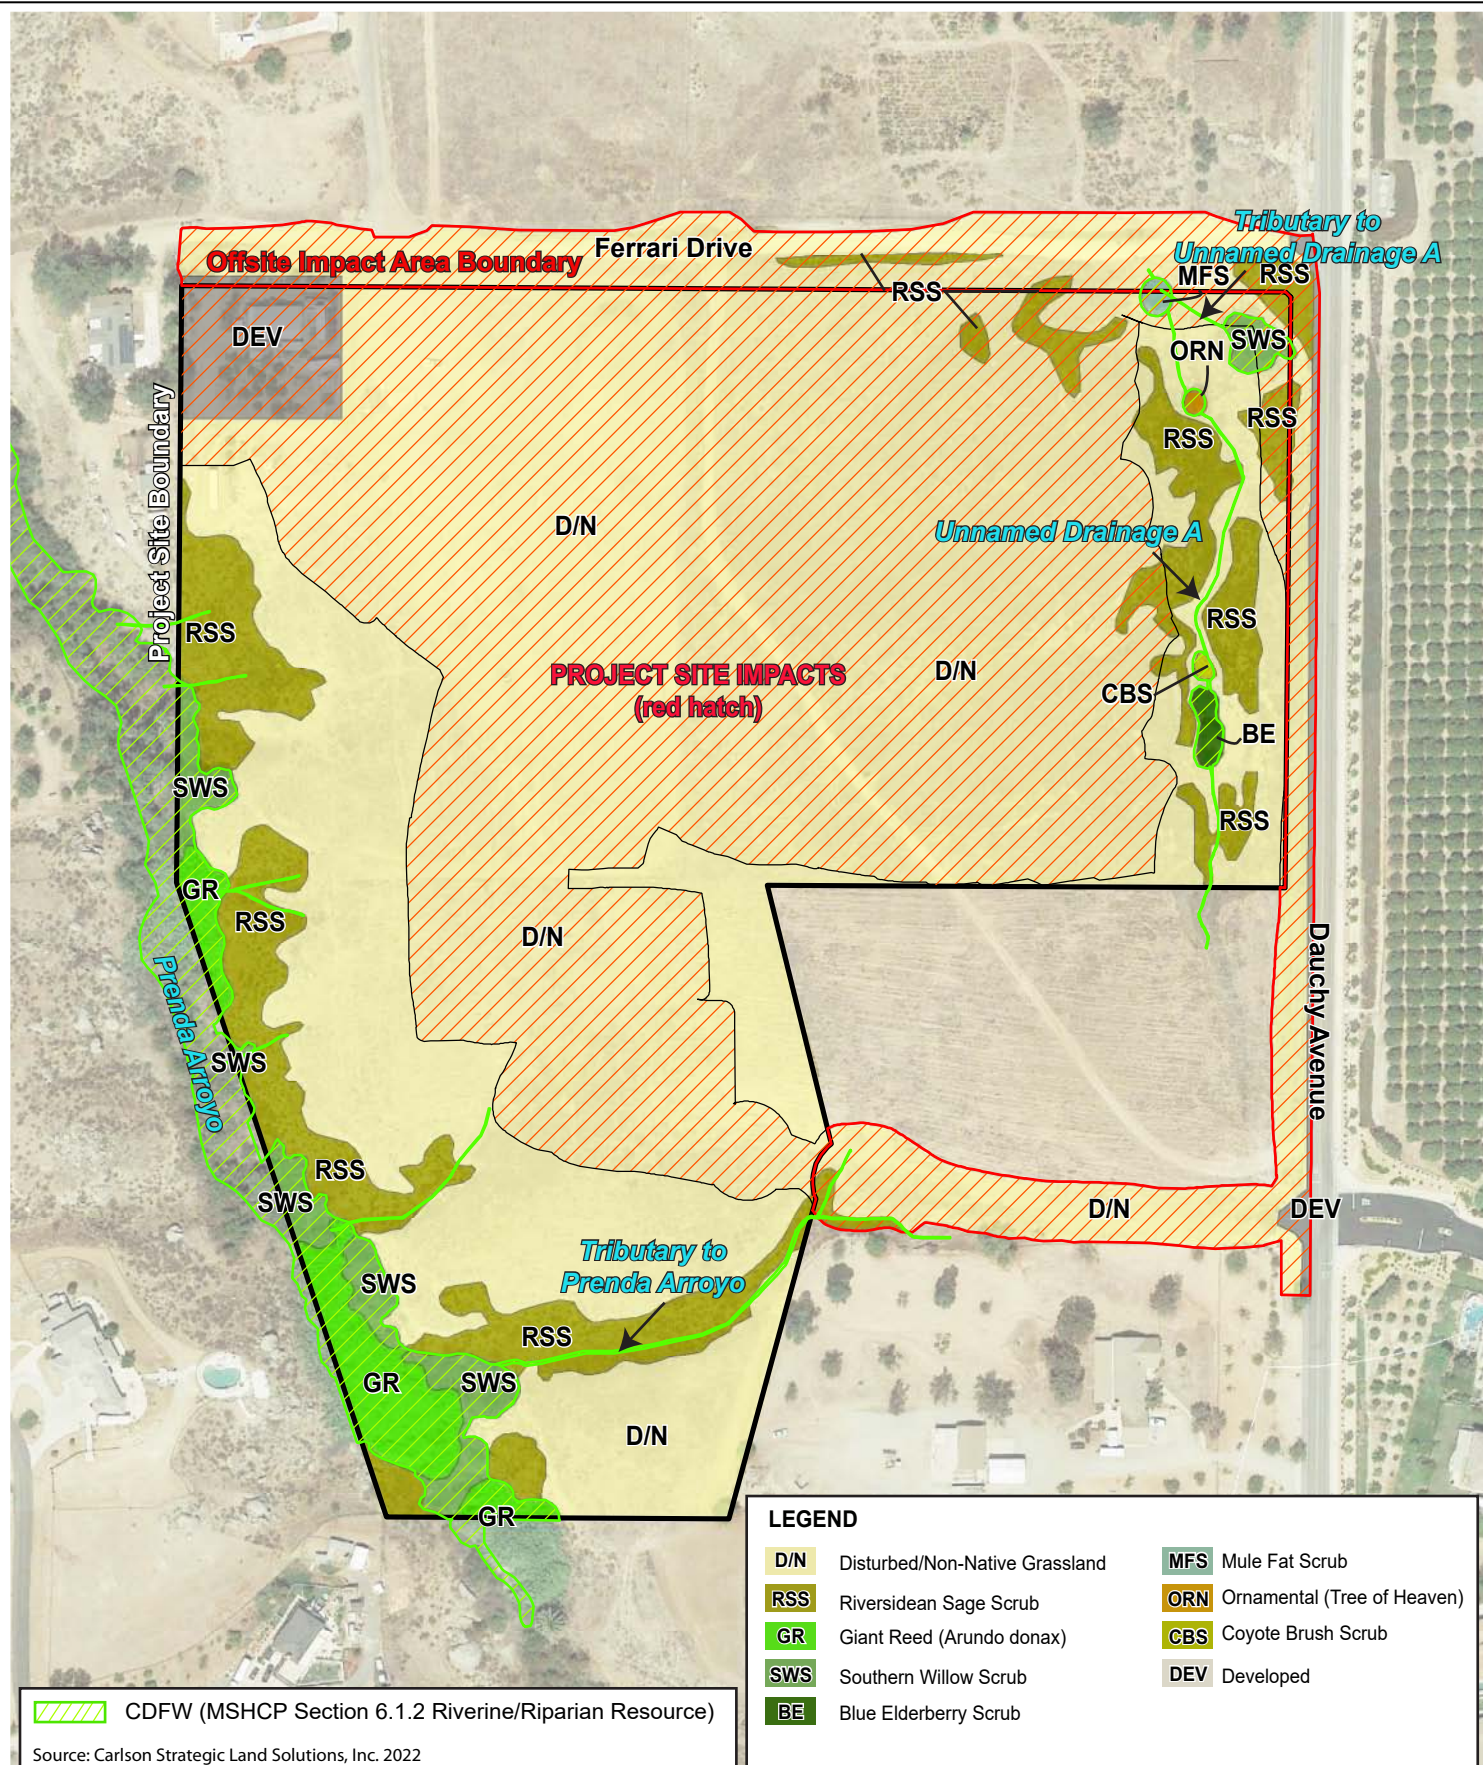 Tributary to
Unnamed Drainage A
Ferrari Drive
Offsite Impact Area Boundary
MFS
RSS
RSS
DEV
SWS
ORN
Project Site Boundary
RSS
RSS
D/N
Unnamed Drainage A
RSS
RSS
PROJECT SITE IMPACTS
(red hatch)
D/N
CBS
BE
SWS
RSS
GR
RSS
D/N
Prenda Arroyo
Dauchy Avenue
SWS
RSS
SWS
D/N
DEV
Tributary to
Prenda Arroyo
SWS
RSS
GR
SWS
D/N
GR
LEGEND
D/N Disturbed/Non-Native Grassland
RSS Riversidean Sage Scrub
GR Giant Reed (Arundo donax)
SWS Southern Willow Scrub
BE Blue Elderberry Scrub
MFS Mule Fat Scrub
ORN Ornamental (Tree of Heaven)
CBS Coyote Brush Scrub
DEV Developed
CDFW (MSHCP Section 6.1.2 Riverine/Riparian Resource)
Source: Carlson Strategic Land Solutions, Inc. 2022